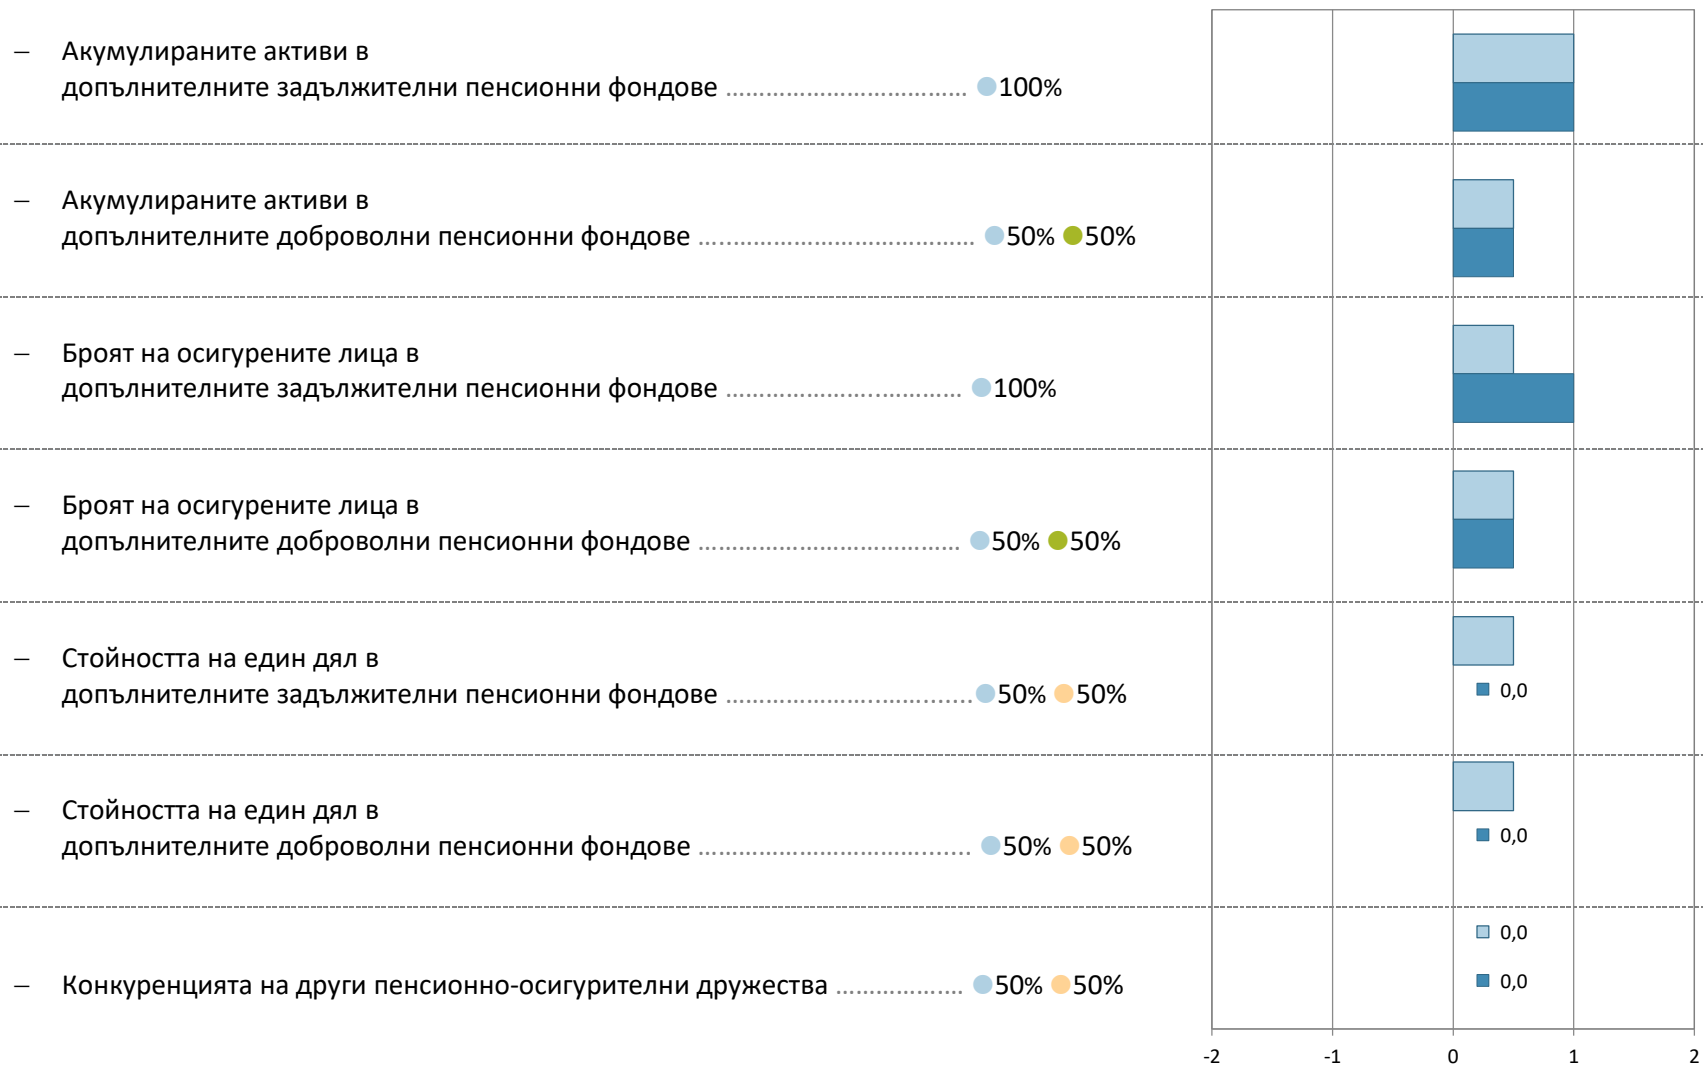 – Акумулираните активи в
допълнителните задължителни пенсионни фондове ................................ 100%
– Акумулираните активи в
допълнителните доброволни пенсионни фондове ..................................... 50% 50%
– Броят на осигурените лица в
допълнителните задължителни пенсионни фондове ............................... 100%
– Броят на осигурените лица в
допълнителните доброволни пенсионни фондове ................................... 50% 50%
– Стойността на един дял в
допълнителните задължителни пенсионни фондове ................................. 50% 50%
0,0
– Стойността на един дял в
допълнителните доброволни пенсионни фондове .................................... 50% 50%
0,0
0,0
– Конкуренцията на други пенсионно-осигурителни дружества ................. 50% 50%
0,0
-2 -1 0 1 2